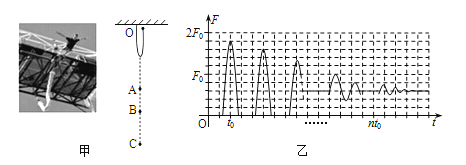 O
A
B
C
甲
F
2F₀
F₀
O
t₀
......
nt₀
t
乙